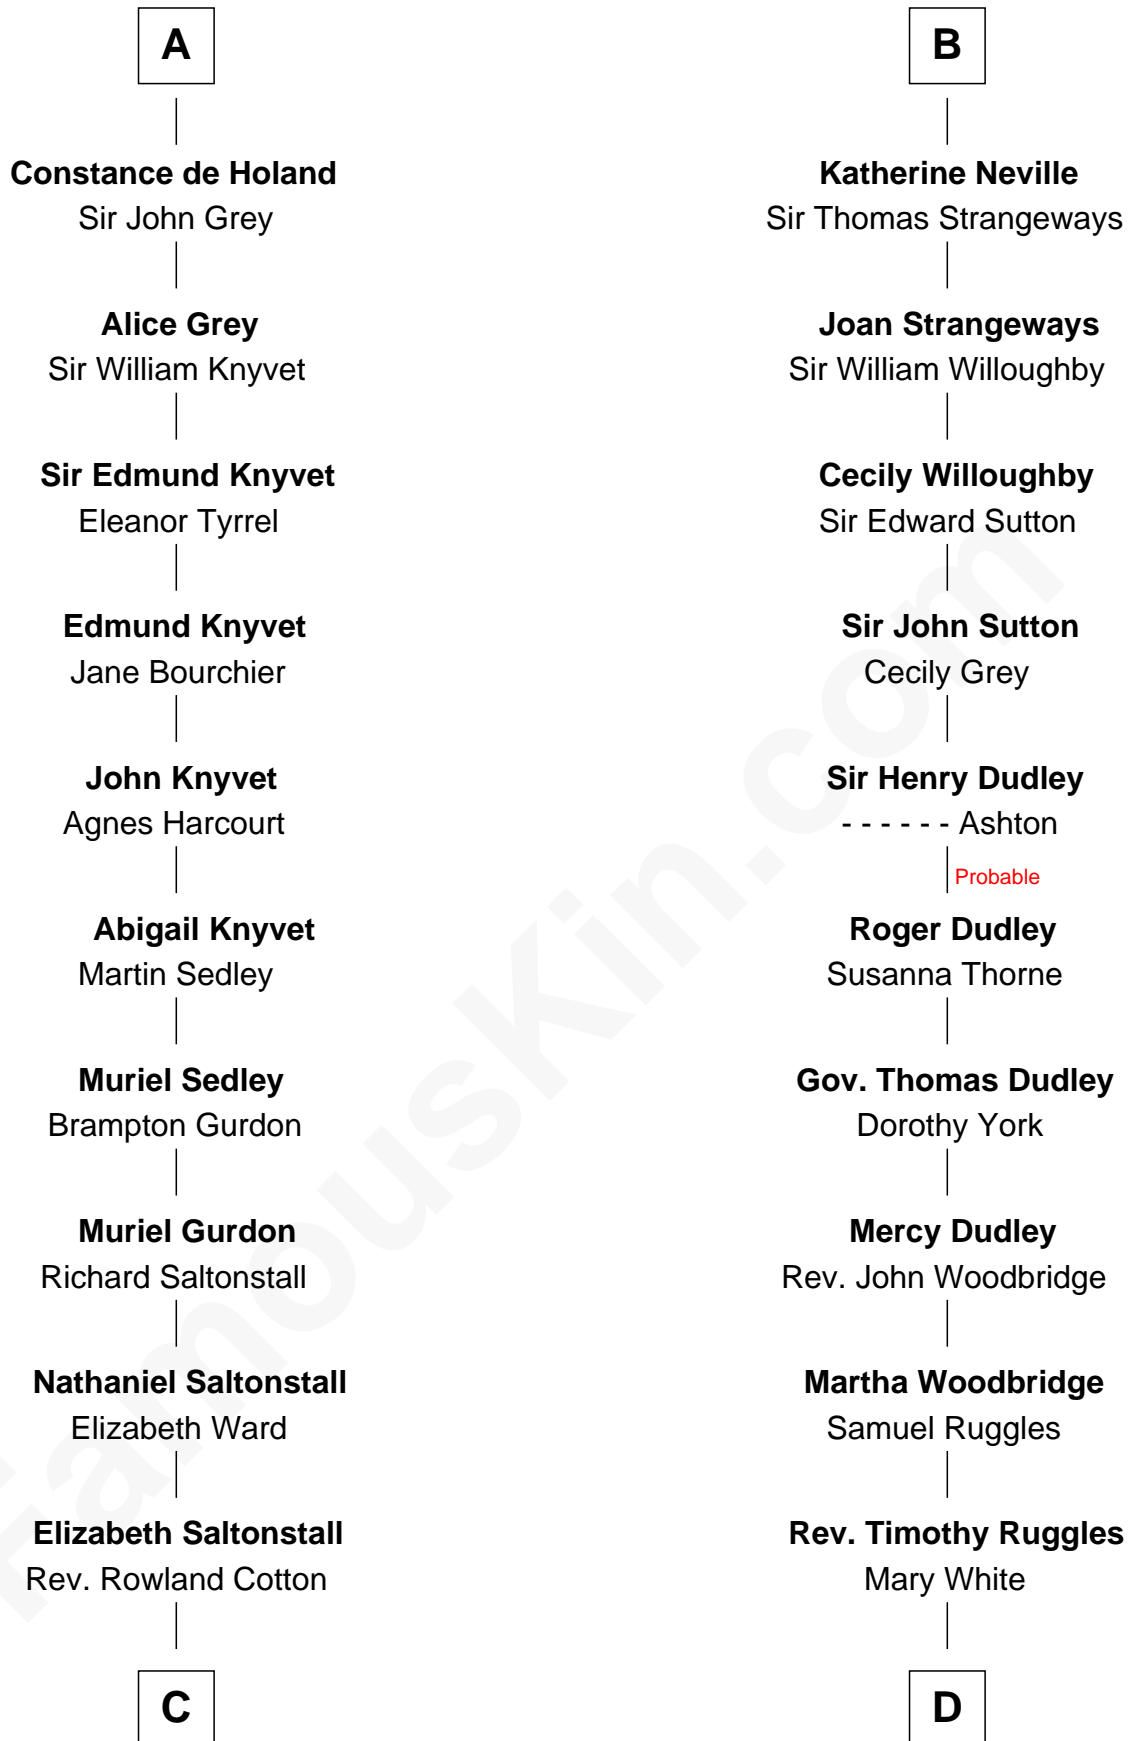 A
Constance de Holand
Sir John Grey
Alice Grey
Sir William Knyvet
Sir Edmund Knyvet
Eleanor Tyrrel
Edmund Knyvet
Jane Bourchier
John Knyvet
Agnes Harcourt
Abigail Knyvet
Martin Sedley
Muriel Sedley
Brampton Gurdon
Muriel Gurdon
Richard Saltonstall
Nathaniel Saltonstall
Elizabeth Ward
Elizabeth Saltonstall
Rev. Rowland Cotton
C
B
Katherine Neville
Sir Thomas Strangeways
Joan Strangeways
Sir William Willoughby
Cecily Willoughby
Sir Edward Sutton
Sir John Sutton
Cecily Grey
Sir Henry Dudley
- - - - - - Ashton
Probable
Roger Dudley
Susanna Thorne
Gov. Thomas Dudley
Dorothy York
Mercy Dudley
Rev. John Woodbridge
Martha Woodbridge
Samuel Ruggles
Rev. Timothy Ruggles
Mary White
D
FamousKin.com